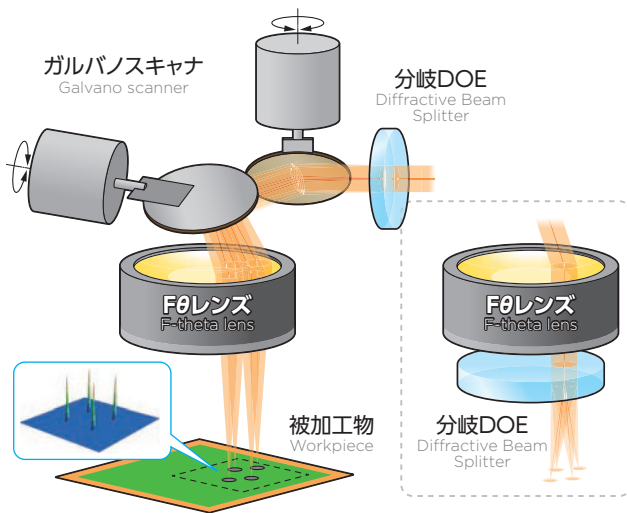 ガルバノスキャナ
Galvano scanner
分岐DOE
Diffractive Beam
Splitter
Fθレンズ
F-theta lens
Fθレンズ
F-theta lens
被加工物
Workpiece
分岐DOE
Diffractive Beam
Splitter